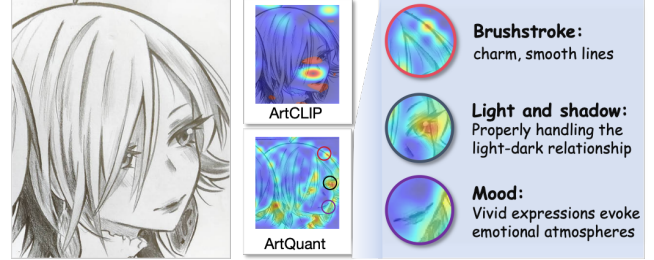 ArtCLIP
ArtQuant
Brushstroke:
charm, smooth lines
Light and shadow:
Properly handling the
light-dark relationship
Mood:
Vivid expressions evoke
emotional atmospheres